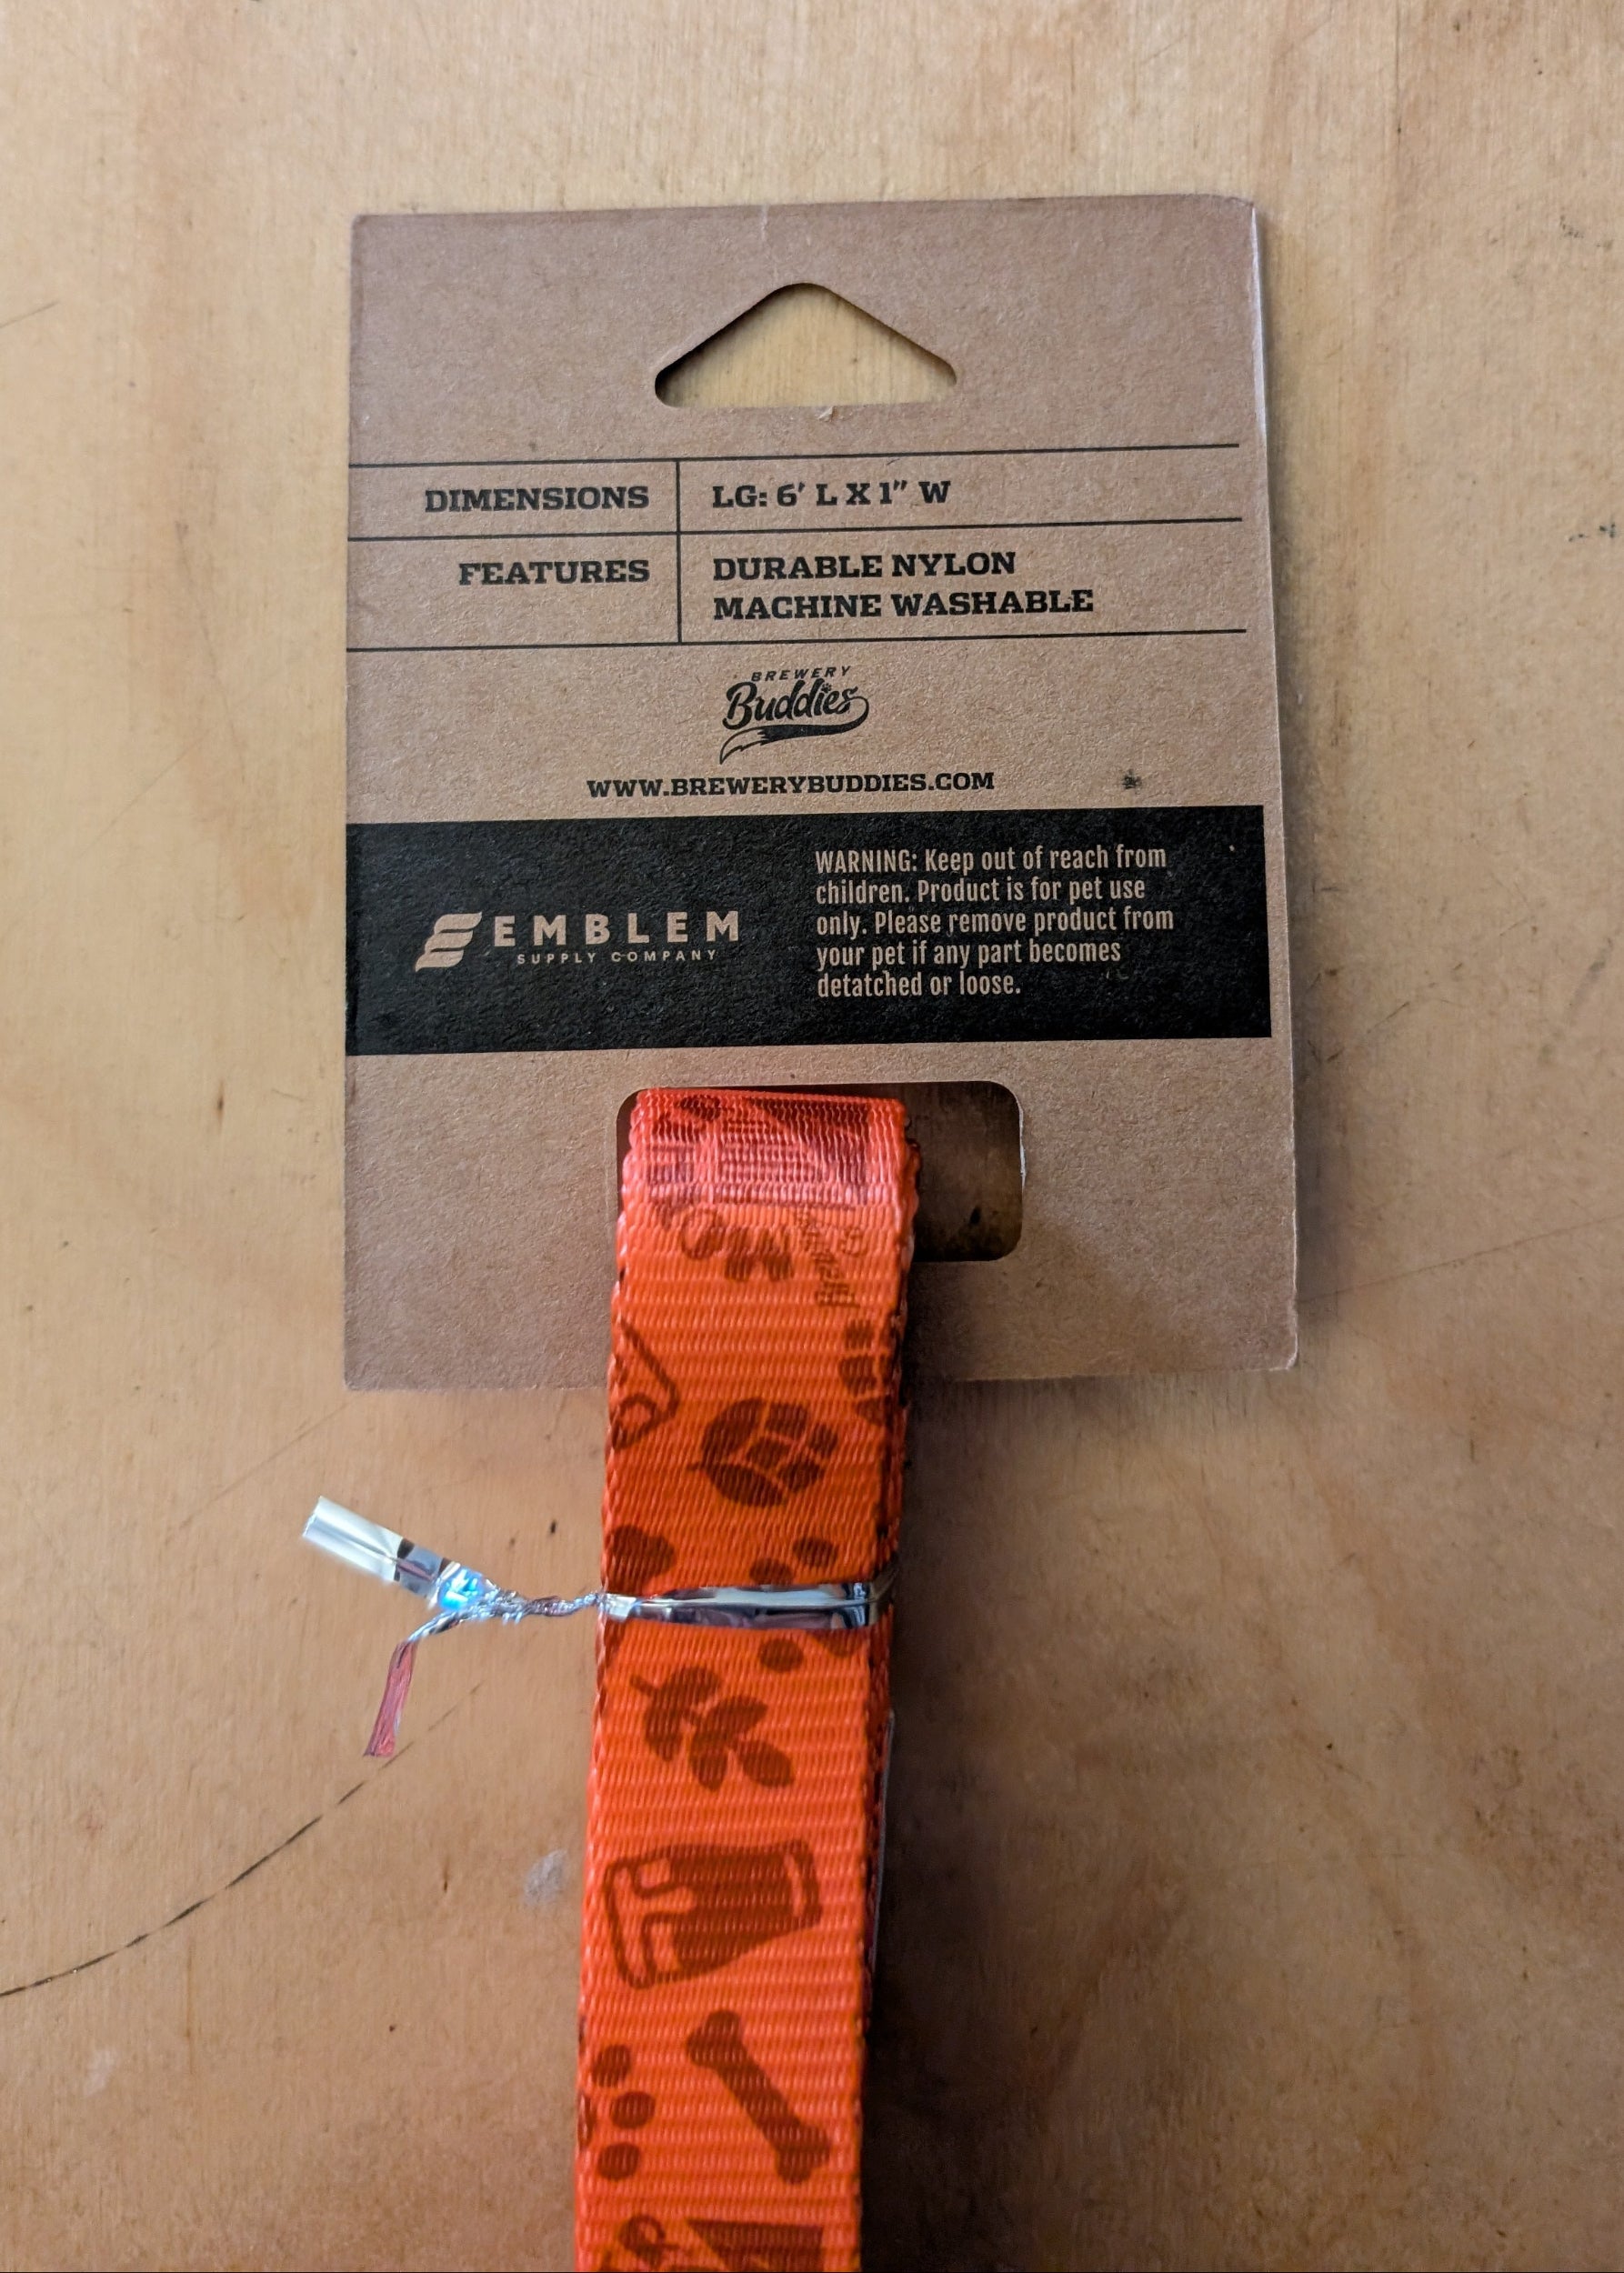 DIMENSIONS
LG: 6' L X 1" W
FEATURES
DURABLE NYLON
MACHINE WASHABLE
BREWERY
Buddies
WWW.BREWERYBUDDIES.COM
EMBLEM
SUPPLY COMPANY
WARNING: Keep out of reach from
children. Product is for pet use
only. Please remove product from
your pet if any part becomes
detatched or loose.